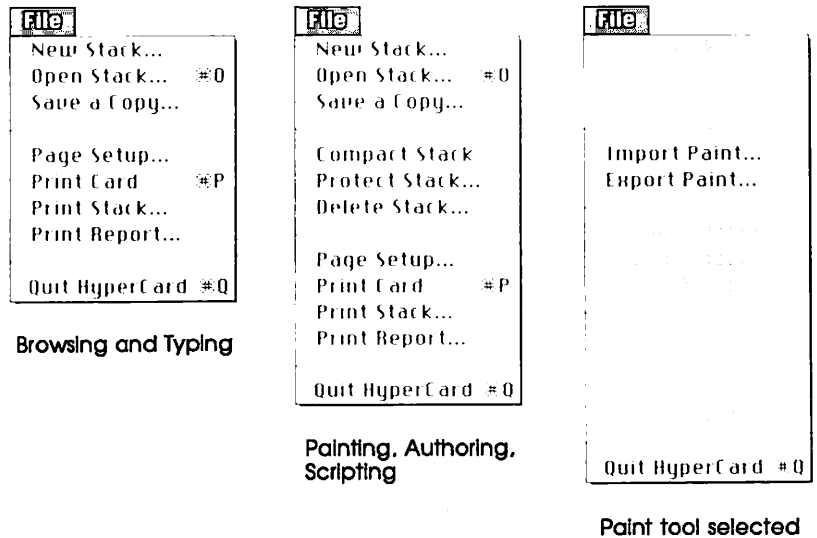 File
New Stack...
Open Stack... ⌘O
Save a Copy...
Page Setup...
Print Card ⌘P
Print Stack...
Print Report...
Quit HyperCard ⌘Q
Browsing and Typing
File
New Stack...
Open Stack... ⌘O
Save a Copy...
Compact Stack
Protect Stack...
Delete Stack...
Page Setup...
Print Card ⌘P
Print Stack...
Print Report...
Quit HyperCard ⌘Q
Painting, Authoring,
Scripting
File
Import Paint...
Export Paint...
Quit HyperCard ⌘Q
Paint tool selected